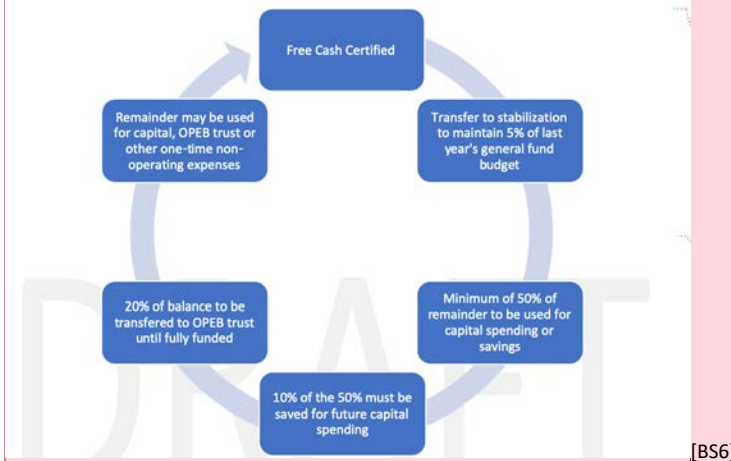 Free Cash Certified
Transfer to stabilization
to maintain 5% of last
year's general fund
budget
Minimum of 50% of
remainder to be used for
capital spending or
savings
10% of the 50% must be
saved for future capital
spending
20% of balance to be
transfered to OPEB trust
until fully funded
Remainder may be used
for capital, OPEB trust or
other one-time non-
operating expenses
DRAFT
[BS6]